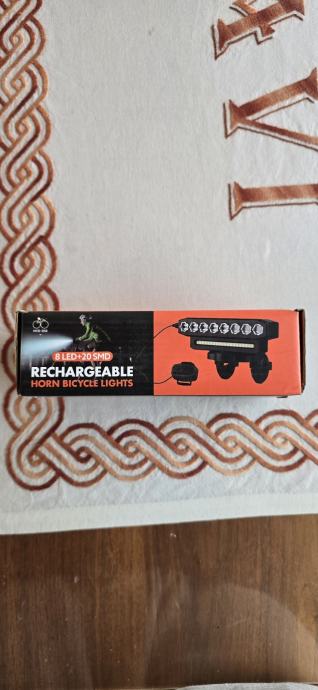 8 LED+20 SMD
RECHARGEABLE
HORN BICYCLE LIGHTS